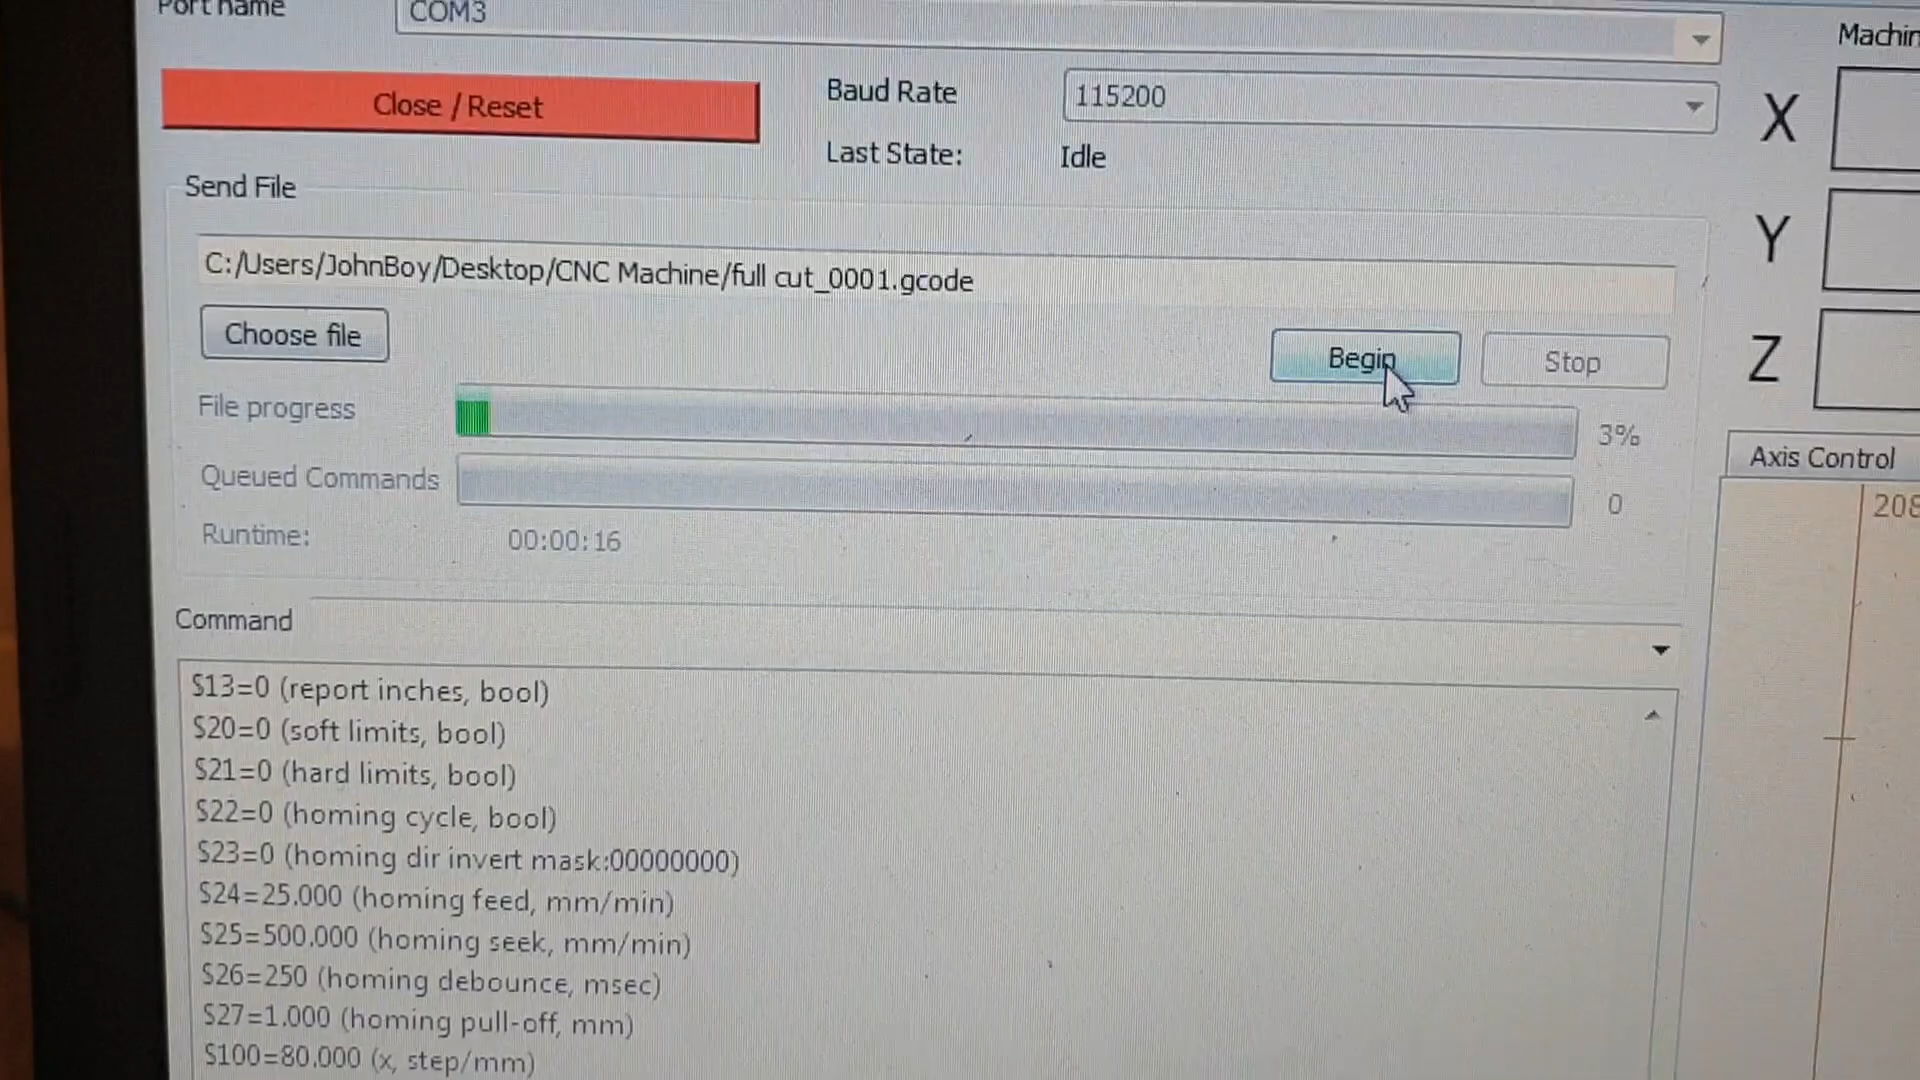 Port name COM3
Machin
Close / Reset
Baud Rate 115200
X
Last State: Idle
Send File
Y
C:/Users/JohnBoy/Desktop/CNC Machine/full cut_0001.gcode
Choose file
Begin
Stop
Z
File progress 3%
Queued Commands 0
Axis Control
Runtime: 00:00:16
208
Command
$13=0 (report inches, bool)
$20=0 (soft limits, bool)
$21=0 (hard limits, bool)
$22=0 (homing cycle, bool)
$23=0 (homing dir invert mask:00000000)
$24=25.000 (homing feed, mm/min)
$25=500.000 (homing seek, mm/min)
$26=250 (homing debounce, msec)
$27=1.000 (homing pull-off, mm)
$100=80.000 (x, step/mm)